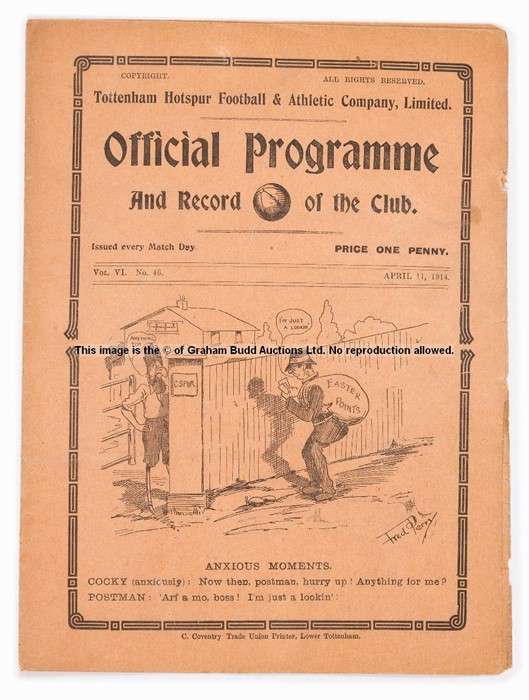 COPYRIGHT. ALL RIGHTS RESERVED.
Tottenham Hotspur Football & Athletic Company, Limited.
Official Programme
And Record of the Club.
Issued every Match Day PRICE ONE PENNY.
VOL. VI. No. 46. APRIL 11, 1914.
I'M JUST
A LOOKIN'
This image is the © of Graham Budd Auctions Ltd. No reproduction allowed.
EASTER
POINTS
Fred Perry
ANXIOUS MOMENTS.
COCKY (anxiously): Now then, postman, hurry up! Anything for me?
POSTMAN: 'Arf a mo, boss! I'm just a lookin'!
C. Coventry Trade Union Printer, Lower Tottenham.